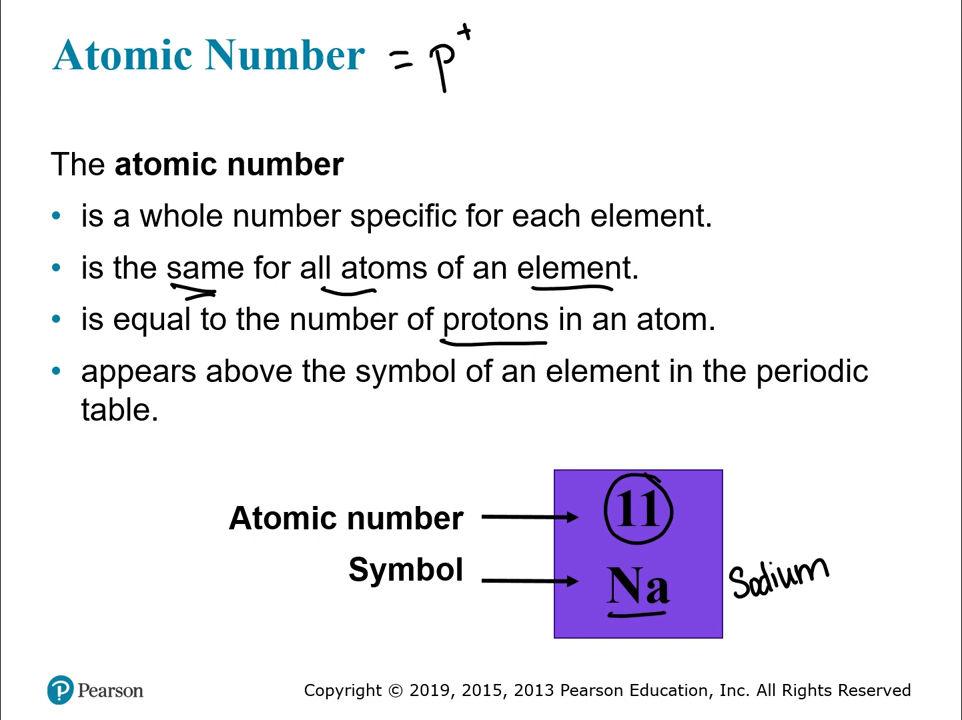 Atomic Number = p+
The atomic number
• is a whole number specific for each element.
• is the same for all atoms of an element.
• is equal to the number of protons in an atom.
• appears above the symbol of an element in the periodic
table.
Atomic number
11
Symbol
Na
Sodium
P Pearson
Copyright © 2019, 2015, 2013 Pearson Education, Inc. All Rights Reserved